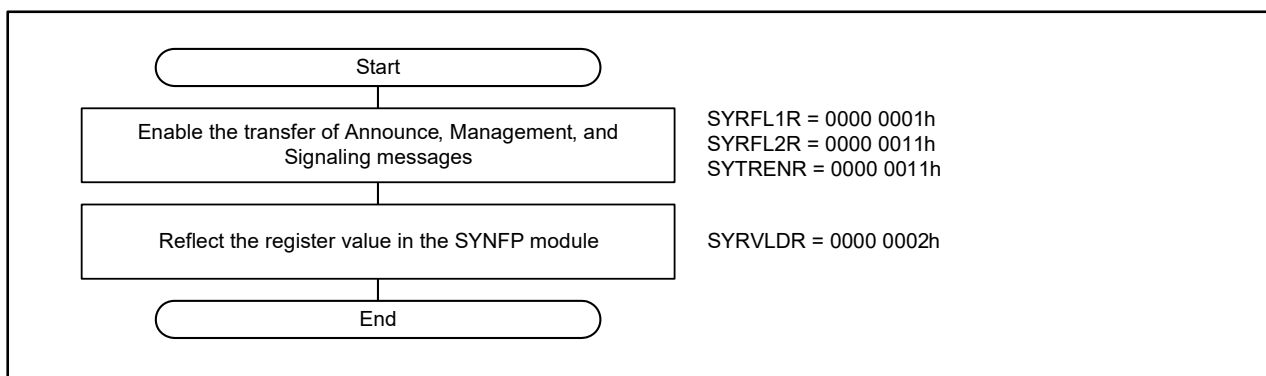 Start
Enable the transfer of Announce, Management, and
Signaling messages
SYRFL1R = 0000 0001h
SYRFL2R = 0000 0011h
SYTRENR = 0000 0011h
Reflect the register value in the SYNFP module
SYRVLDR = 0000 0002h
End